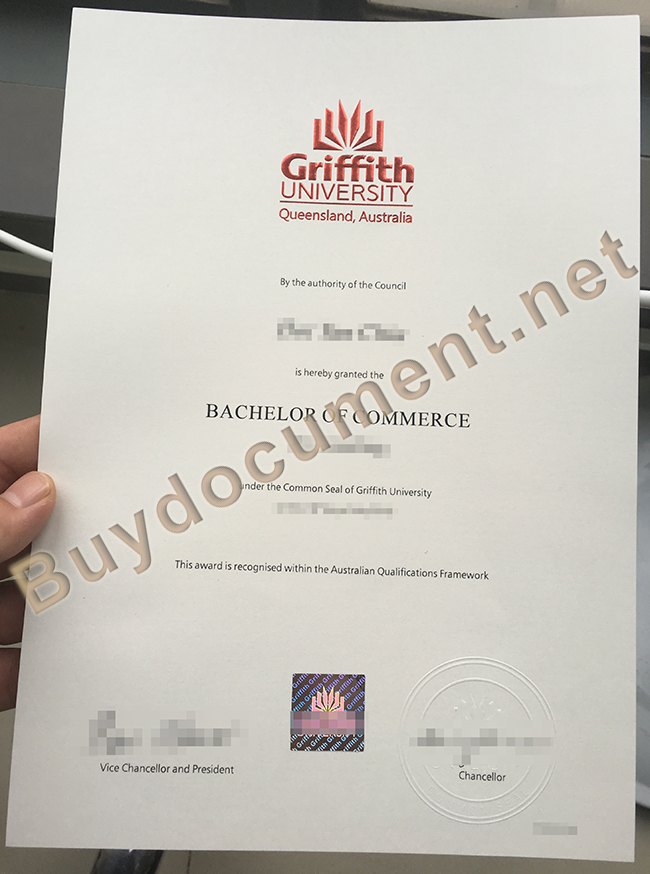 Griffith
UNIVERSITY
Queensland, Australia
By the authority of the Council
is hereby granted the
BACHELOR OF COMMERCE
under the Common Seal of Griffith University
This award is recognised within the Australian Qualifications Framework
Vice Chancellor and President
Chancellor
Buydocument.net